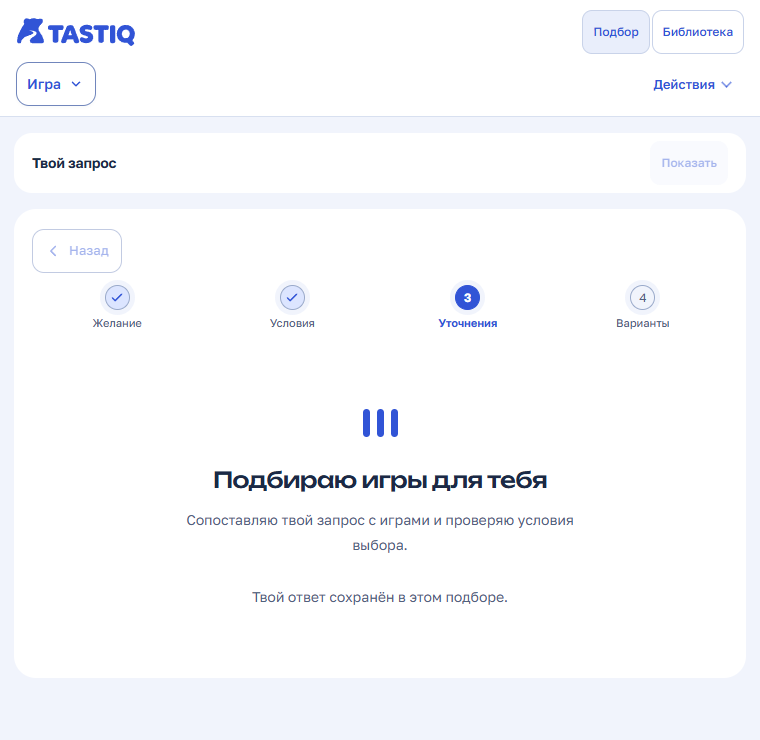 TASTIQ
Подбор
Библиотека
Игра
Действия
Твой запрос
Показать
Назад
3
4
Желание
Условия
Уточнения
Варианты
Подбираю игры для тебя
Сопоставляю твой запрос с играми и проверяю условия
выбора.
Твой ответ сохранён в этом подборе.